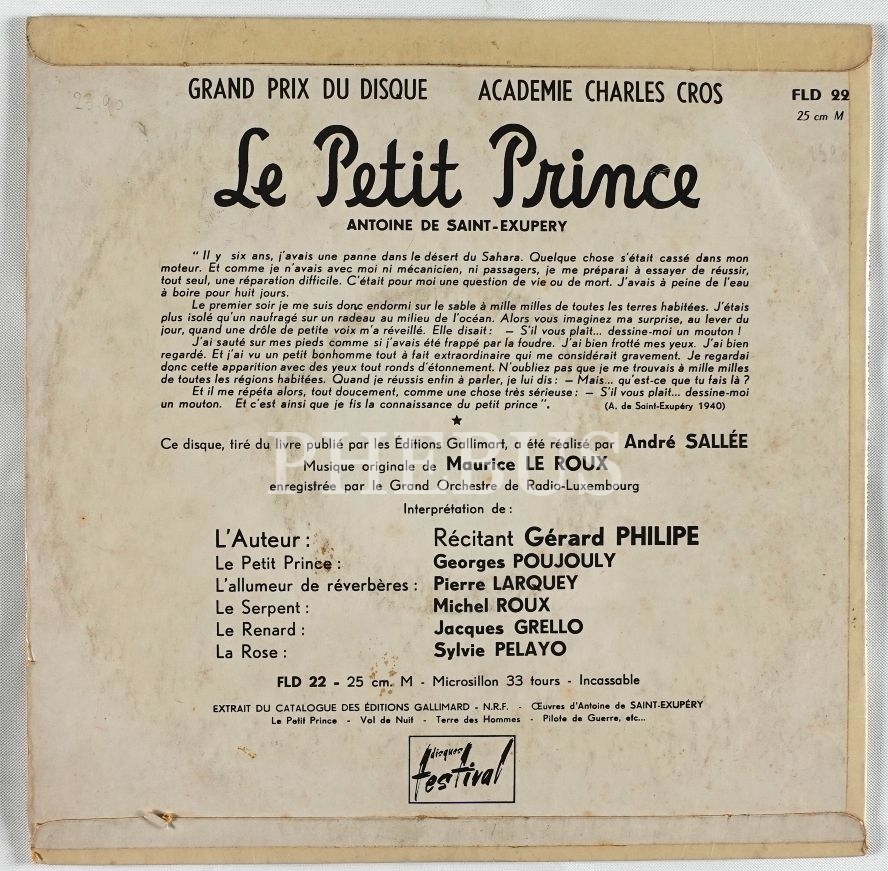 GRAND PRIX DU DISQUE ACADEMIE CHARLES CROS
FLD 22
25 cm M
23.90
Le Petit Prince
ANTOINE DE SAINT-EXUPERY
" Il y six ans, j'avais une panne dans le désert du Sahara. Quelque chose s'était cassé dans mon
moteur. Et comme je n'avais avec moi ni mécanicien, ni passagers, je me préparai à essayer de réussir,
tout seul, une réparation difficile. C'était pour moi une question de vie ou de mort. J'avais à peine de l'eau
à boire pour huit jours.
Le premier soir je me suis donc endormi sur le sable à mille milles de toutes les terres habitées. J'étais
plus isolé qu'un naufragé sur un radeau au milieu de l'océan. Alors vous imaginez ma surprise, au lever du
jour, quand une drôle de petite voix m'a réveillé. Elle disait : – S'il vous plaît... dessine-moi un mouton !
J'ai sauté sur mes pieds comme si j'avais été frappé par la foudre. J'ai bien frotté mes yeux. J'ai bien
regardé. Et j'ai vu un petit bonhomme tout à fait extraordinaire qui me considérait gravement. Je regardai
donc cette apparition avec des yeux tout ronds d'étonnement. N'oubliez pas que je me trouvais à mille milles
de toutes les régions habitées. Quand je réussis enfin à parler, je lui dis : – Mais... qu'est-ce que tu fais là ?
Et il me répéta alors, tout doucement, comme une chose très sérieuse : – S'il vous plaît... dessine-moi
un mouton. Et c'est ainsi que je fis la connaissance du petit prince ". (A. de Saint-Exupéry 1940)
Ce disque, tiré du livre publié par les Éditions Gallimart, a été réalisé par André SALLÉE
PHEBUS
Musique originale de Maurice LE ROUX
enregistrée par le Grand Orchestre de Radio-Luxembourg
Interprétation de :
L'Auteur : Récitant Gérard PHILIPE
Le Petit Prince : Georges POUJOULY
L'allumeur de réverbères : Pierre LARQUEY
Le Serpent : Michel ROUX
Le Renard : Jacques GRELLO
La Rose : Sylvie PELAYO
FLD 22 - 25 cm. M - Microsillon 33 tours - Incassable
EXTRAIT DU CATALOGUE DES ÉDITIONS GALLIMARD - N.R.F. - Œuvres d'Antoine de SAINT-EXUPÉRY
Le Petit Prince - Vol de Nuit - Terre des Hommes - Pilote de Guerre, etc...
disques
festival